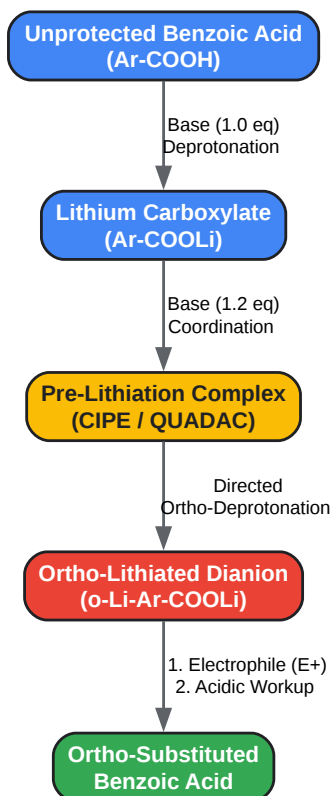 Unprotected Benzoic Acid
(Ar-COOH)
Base (1.0 eq)
Deprotonation
Lithium Carboxylate
(Ar-COOLi)
Base (1.2 eq)
Coordination
Pre-Lithiation Complex
(CIPE / QUADAC)
Directed
Ortho-Deprotonation
Ortho-Lithiated Dianion
(o-Li-Ar-COOLi)
1. Electrophile (E+)
2. Acidic Workup
Ortho-Substituted
Benzoic Acid